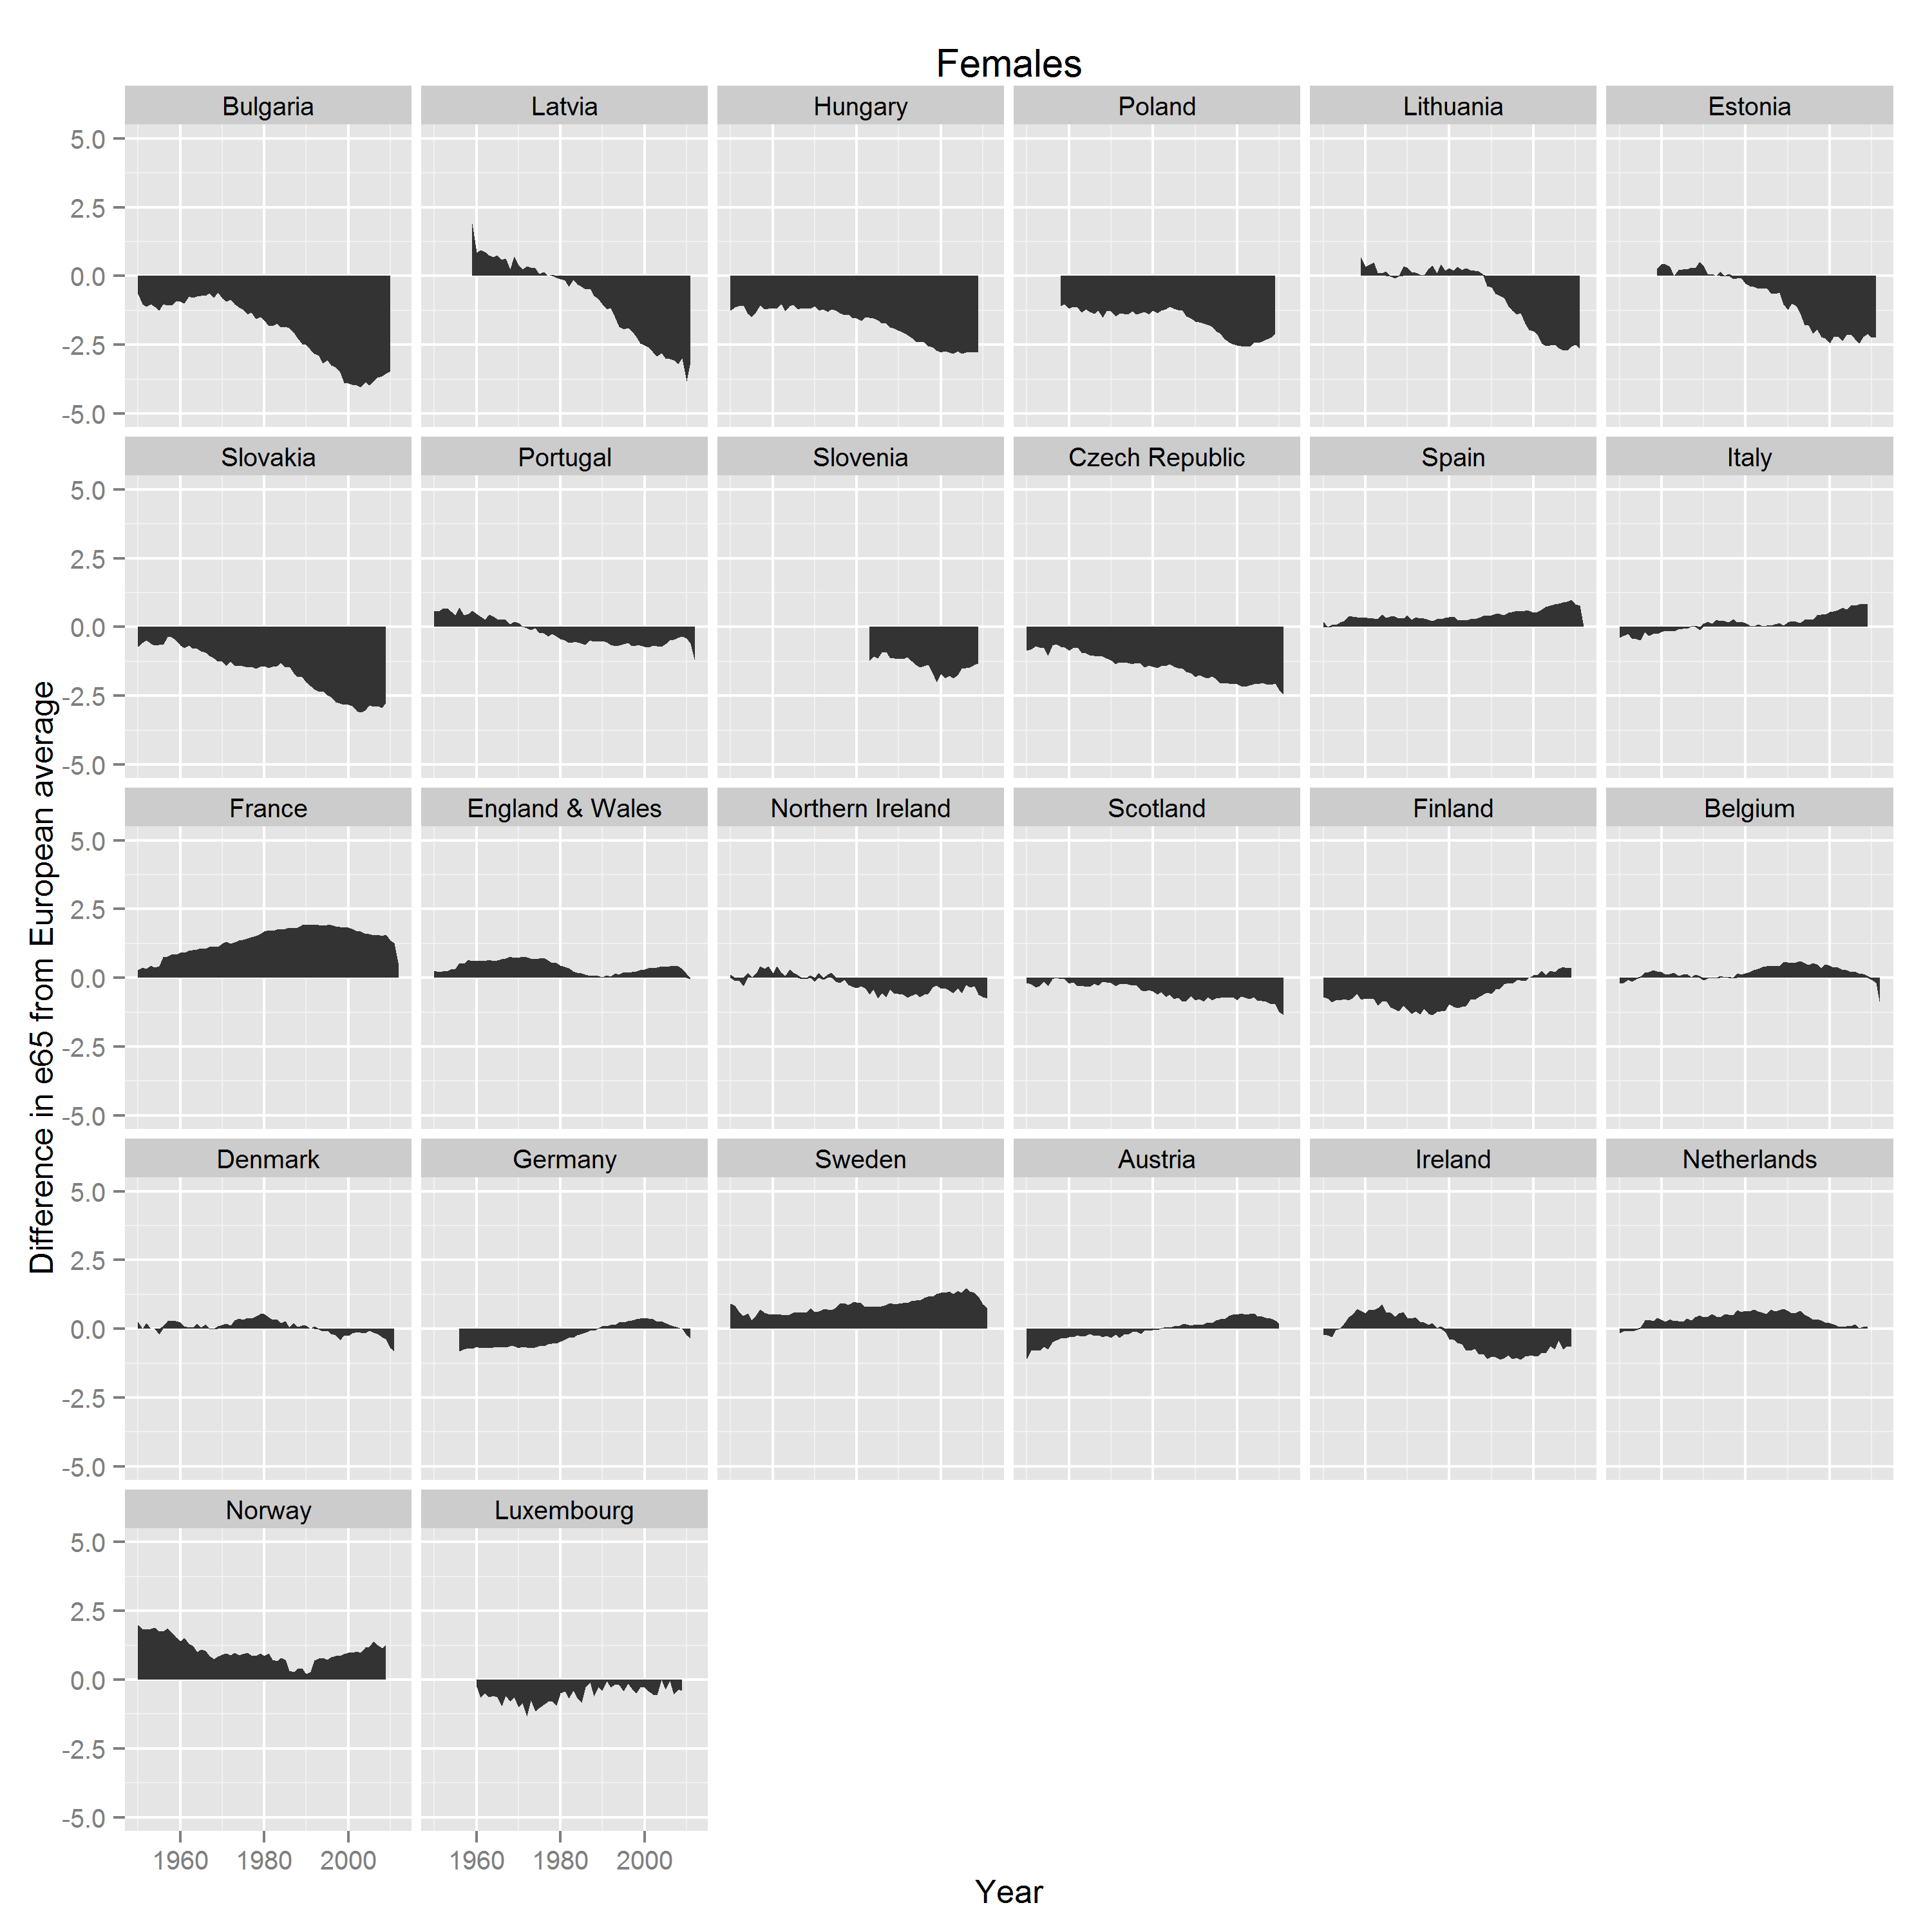 Females
Bulgaria Latvia Hungary Poland Lithuania Estonia
5.0
2.5
0.0
-2.5
-5.0
Slovakia Portugal Slovenia Czech Republic Spain Italy
5.0
2.5
0.0
-2.5
-5.0
France England & Wales Northern Ireland Scotland Finland Belgium
5.0
2.5
0.0
-2.5
-5.0
Denmark Germany Sweden Austria Ireland Netherlands
5.0
2.5
0.0
-2.5
-5.0
Norway Luxembourg
5.0
2.5
0.0
-2.5
-5.0
1960 1980 2000 1960 1980 2000
Year
Difference in e65 from European average